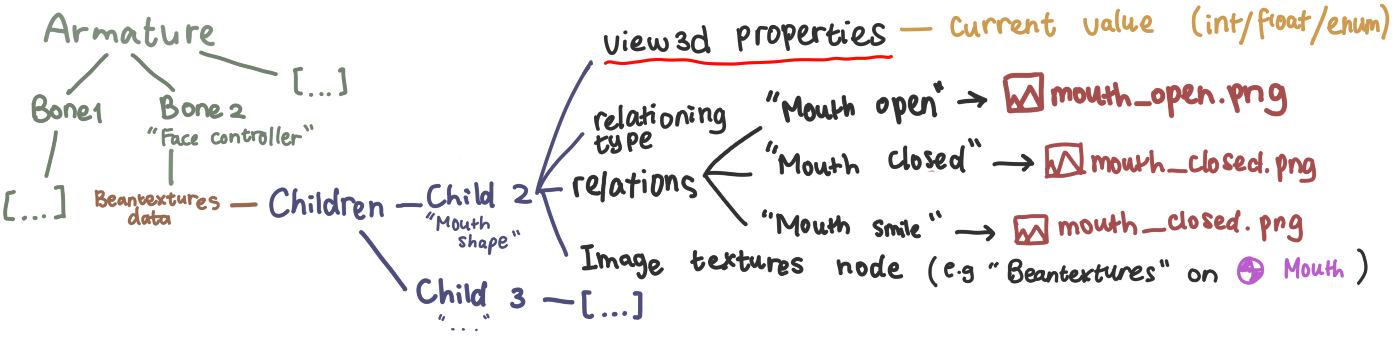 Armature
Bone1
Bone 2
"Face controller"
[...]
[...]
Beantextures
data
Children
Child 2
"Mouth
shape"
Child 3
"..."
[...]
view3d properties
current value (int/float/enum)
relationing
type
relations
"Mouth open" → mouth_open.png
"Mouth closed" → mouth_closed.png
"Mouth smile" → mouth_closed.png
Image textures node (e.g "Beantextures" on Mouth)